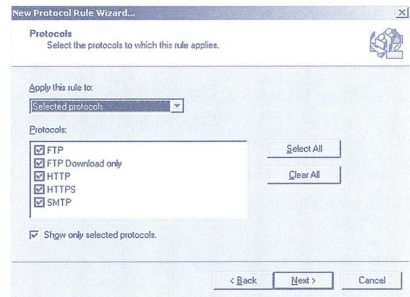 New Protocol Rule Wizard...
Protocols
Select the protocols to which this rule applies.
Apply this rule to:
Selected protocols
Protocols:
FTP
FTP Download only
HTTP
HTTPS
SMTP
Select All
Clear All
Show only selected protocols.
< Back
Next >
Cancel